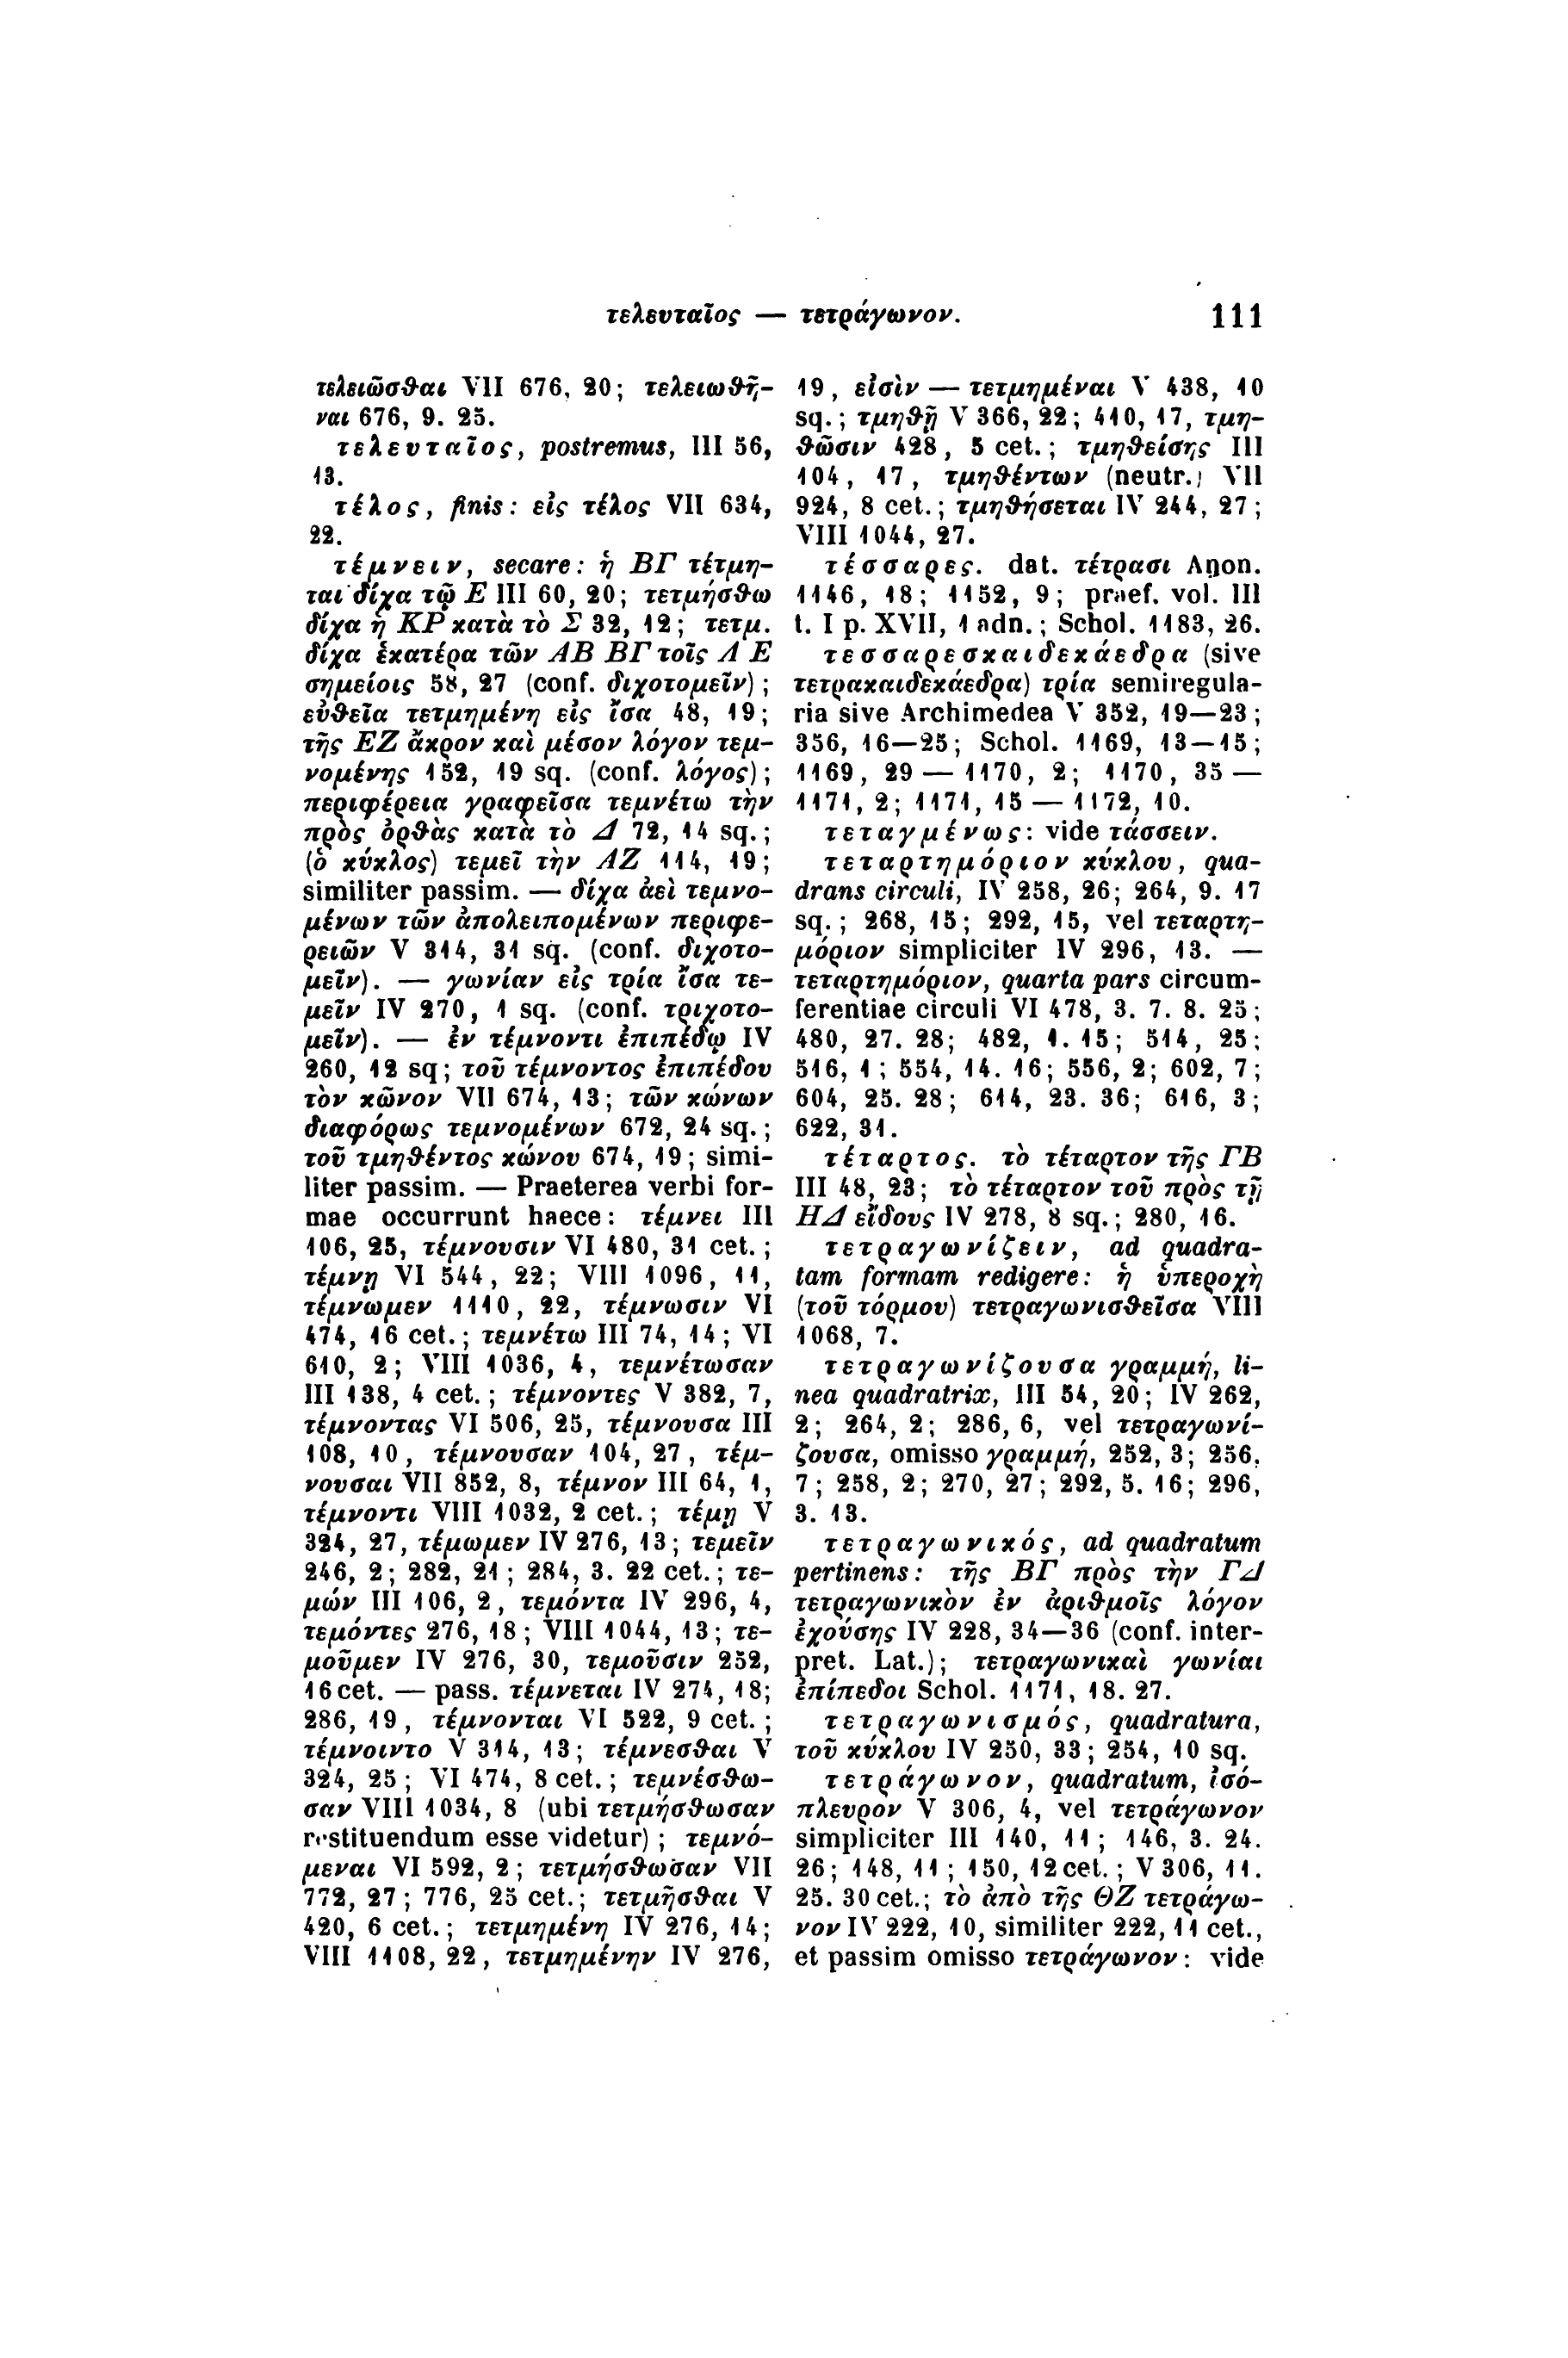 τελευταῖος — τετράγωνον.
111
τελειῶσθαι VII 676, 20; τελειωθῆ-
ναι 676, 9. 25.
τελευταῖος, postremus, III 56,
13.
τέλος, finis: εἰς τέλος VII 634,
22.
τέμνειν, secare: ἡ ΒΓ τέτμη-
ται δίχα τῷ Ε III 60, 20; τετμήσθω
δίχα ἡ ΚΡ κατὰ τὸ Σ 32, 12; τετμ.
δίχα ἑκατέρα τῶν ΑΒ ΒΓ τοῖς Δ Ε
σημείοις 58, 27 (conf. διχοτομεῖν);
εὐθεῖα τετμημένη εἰς ἴσα 48, 19;
τῆς ΕΖ ἄκρον καὶ μέσον λόγον τεμ-
νομένης 152, 19 sq. (conf. λόγος);
περιφέρεια γραφεῖσα τεμνέτω τὴν
πρὸς ὀρθὰς κατὰ τὸ Δ 72, 14 sq.;
(ὁ κύκλος) τεμεῖ τὴν ΑΖ 114, 19;
similiter passim. — δίχα ἀεὶ τεμνο-
μένων τῶν ἀπολειπομένων περιφε-
ρειῶν V 314, 31 sq. (conf. διχοτο-
μεῖν). — γωνίαν εἰς τρία ἴσα τε-
μεῖν IV 270, 1 sq. (conf. τριχοτο-
μεῖν). — ἐν τέμνοντι ἐπιπέδῳ IV
260, 12 sq; τοῦ τέμνοντος ἐπιπέδου
τὸν κῶνον VII 674, 13; τῶν κώνων
διαφόρως τεμνομένων 672, 24 sq.;
τοῦ τμηθέντος κώνου 674, 19; simi-
liter passim. — Praeterea verbi for-
mae occurrunt haece: τέμνει III
106, 25, τέμνουσιν VI 480, 31 cet.;
τέμνῃ VI 544, 22; VIII 1096, 11,
τέμνωμεν 1110, 22, τέμνωσιν VI
474, 16 cet.; τεμνέτω III 74, 14; VI
610, 2; VIII 1036, 4, τεμνέτωσαν
III 138, 4 cet.; τέμνοντες V 382, 7,
τέμνοντας VI 506, 25, τέμνουσα III
108, 10, τέμνουσαν 104, 27, τέμ-
νουσαι VII 852, 8, τέμνον III 64, 1,
τέμνοντι VIII 1032, 2 cet.; τέμῃ V
324, 27, τέμωμεν IV 276, 13; τεμεῖν
246, 2; 282, 21; 284, 3. 22 cet.; τε-
μών III 106, 2, τεμόντα IV 296, 4,
τεμόντες 276, 18; VIII 1044, 13; τε-
μοῦμεν IV 276, 30, τεμοῦσιν 252,
16 cet. — pass. τέμνεται IV 274, 18;
286, 19, τέμνονται VI 522, 9 cet.;
τέμνοιντο V 314, 13; τέμνεσθαι V
324, 25; VI 474, 8 cet.; τεμνέσθω-
σαν VIII 1034, 8 (ubi τετμήσθωσαν
restituendum esse videtur); τεμνό-
μεναι VI 592, 2; τετμήσθωσαν VII
772, 27; 776, 25 cet.; τετμῆσθαι V
420, 6 cet.; τετμημένη IV 276, 14;
VIII 1108, 22, τετμημένην IV 276,
19, εἰσὶν — τετμημέναι V 438, 10
sq.; τμηθῇ V 366, 22; 410, 17, τμη-
θῶσιν 428, 5 cet.; τμηθείσης III
104, 17, τμηθέντων (neutr.) VII
924, 8 cet.; τμηθήσεται IV 244, 27;
VIII 1044, 27.
τέσσαρες. dat. τέτρασι Anon.
1146, 18; 1152, 9; praef. vol. III
t. I p. XVII, 1 adn.; Schol. 1183, 26.
τεσσαρεσκαιδεκάεδρα (sive
τετρακαιδεκάεδρα) τρία semiregula-
ria sive Archimedea V 352, 19—23;
356, 16—25; Schol. 1169, 13—15;
1169, 29 — 1170, 2; 1170, 35 —
1171, 2; 1171, 15 — 1172, 10.
τεταγμένως: vide τάσσειν.
τεταρτημόριον κύκλου, qua-
drans circuli, IV 258, 26; 264, 9. 17
sq.; 268, 15; 292, 15, vel τεταρτη-
μόριον simpliciter IV 296, 13. —
τεταρτημόριον, quarta pars circum-
ferentiae circuli VI 478, 3. 7. 8. 25;
480, 27. 28; 482, 1. 15; 514, 25;
516, 1; 554, 14. 16; 556, 2; 602, 7;
604, 25. 28; 614, 23. 36; 616, 3;
622, 31.
τέταρτος. τὸ τέταρτον τῆς ΓΒ
III 48, 23; τὸ τέταρτον τοῦ πρὸς τῇ
ΗΔ εἴδους IV 278, 8 sq.; 280, 16.
τετραγωνίζειν, ad quadra-
tam formam redigere: ἡ ὑπεροχὴ
(τοῦ τόρμου) τετραγωνισθεῖσα VIII
1068, 7.
τετραγωνίζουσα γραμμή, li-
nea quadratrix, III 54, 20; IV 262,
2; 264, 2; 286, 6, vel τετραγωνί-
ζουσα, omisso γραμμή, 252, 3; 256,
7; 258, 2; 270, 27; 292, 5. 16; 296,
3. 13.
τετραγωνικός, ad quadratum
pertinens: τῆς ΒΓ πρὸς τὴν ΓΔ
τετραγωνικὸν ἐν ἀριθμοῖς λόγον
ἐχούσης IV 228, 34—36 (conf. inter-
pret. Lat.); τετραγωνικαὶ γωνίαι
ἐπίπεδοι Schol. 1171, 18. 27.
τετραγωνισμός, quadratura,
τοῦ κύκλου IV 250, 33; 254, 10 sq.
τετράγωνον, quadratum, ἰσό-
πλευρον V 306, 4, vel τετράγωνον
simpliciter III 140, 11; 146, 3. 24.
26; 148, 11; 150, 12 cet.; V 306, 11.
25. 30 cet.; τὸ ἀπὸ τῆς ΘΖ τετράγω-
νον IV 222, 10, similiter 222, 11 cet.,
et passim omisso τετράγωνον: vide